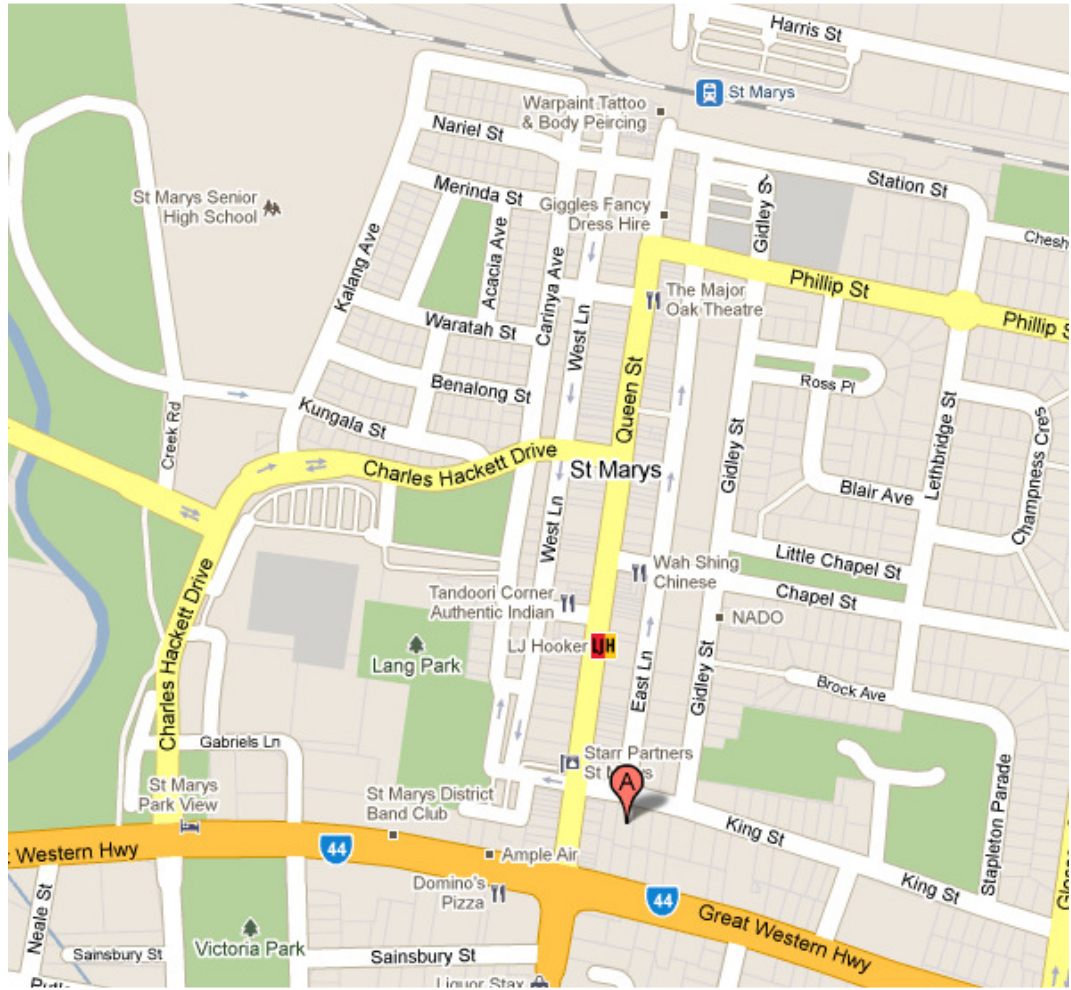 Harris St
St Marys
Warpaint Tattoo
& Body Peircing
Nariel St
Station St
St Marys Senior
High School
Merinda St
Giggles Fancy
Dress Hire
Gidley St
Kalang Ave
Acacia Ave
Carinya Ave
West Ln
Phillip St
Phillip St
The Major
Oak Theatre
Waratah St
Benalong St
Ross Pl
Queen St
Kungala St
Creek Rd
Charles Hackett Drive
St Marys
Gidley St
Lethbridge St
Champness Cres
Blair Ave
West Ln
Little Chapel St
Wah Shing
Chinese
Chapel St
Tandoori Corner
Authentic Indian
NADO
LJ Hooker
LJH
Lang Park
Charles Hackett Drive
East Ln
Gidley St
Brock Ave
Gabriels Ln
Starr Partners
St
St Marys
Park View
St Marys District
Band Club
A
King St
Stapleton Parade
Western Hwy
44
Ample Air
Domino's
Pizza
44
King St
Great Western Hwy
Neale St
Victoria Park
Sainsbury St
Sainsbury St
Liquor Stax